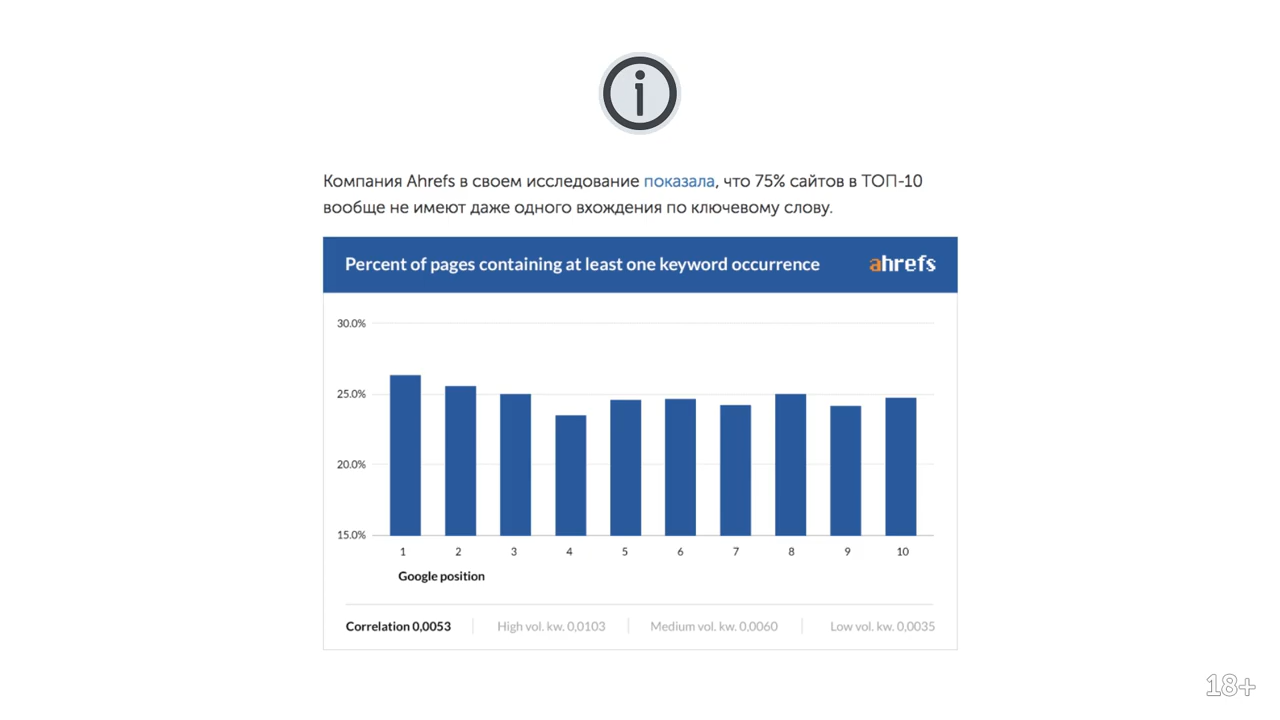 i
Компания Ahrefs в своем исследование показала, что 75% сайтов в ТОП-10
вообще не имеют даже одного вхождения по ключевому слову.
Percent of pages containing at least one keyword occurrence ahrefs
30.0%
25.0%
20.0%
15.0%
1 2 3 4 5 6 7 8 9 10
Google position
Correlation 0,0053 High vol. kw. 0,0103 Medium vol. kw. 0,0060 Low vol. kw. 0,0035
18+